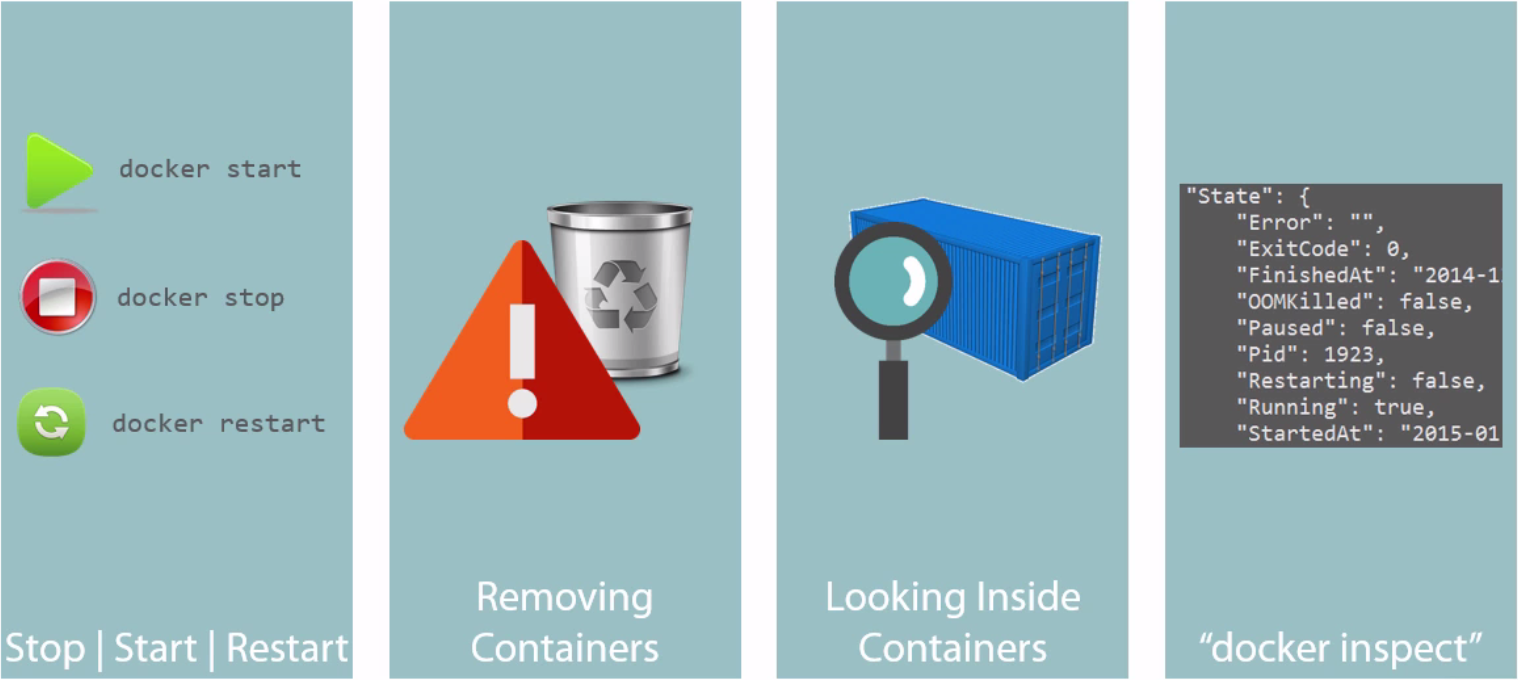 docker start
docker stop
docker restart
Stop | Start | Restart
Removing
Containers
Looking Inside
Containers
"State": {
"Error": "",
"ExitCode": 0,
"FinishedAt": "2014-1
"OOMKilled": false,
"Paused": false,
"Pid": 1923,
"Restarting": false,
"Running": true,
"StartedAt": "2015-01
“docker inspect”